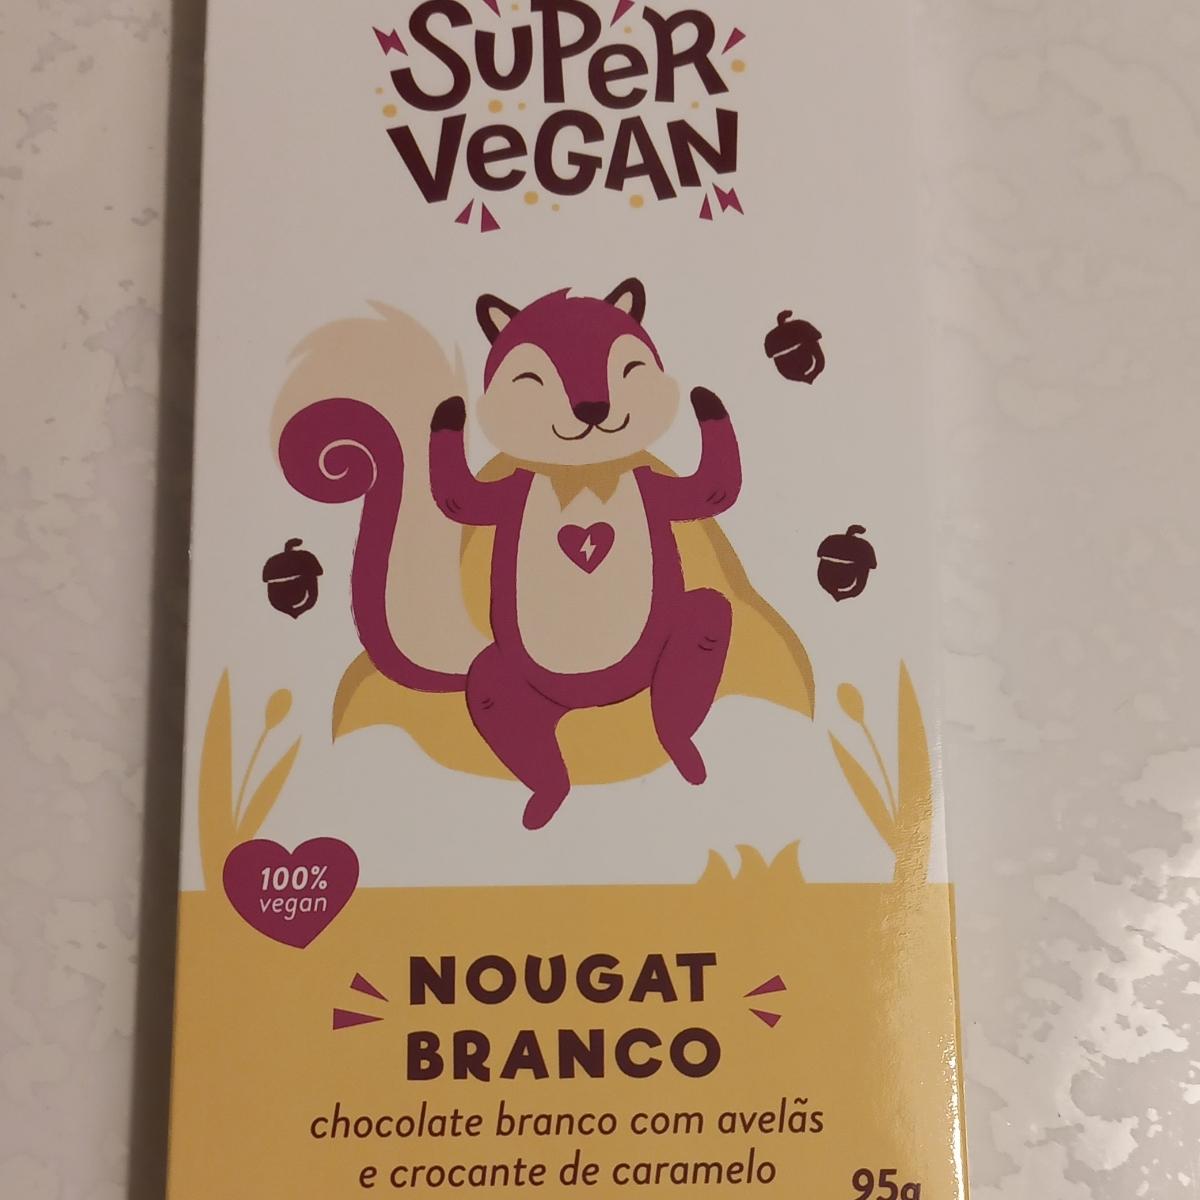 SUPeR
VeGAN
100%
vegan
NOUGAT
BRANCO
chocolate branco com avelãs
e crocante de caramelo
95g